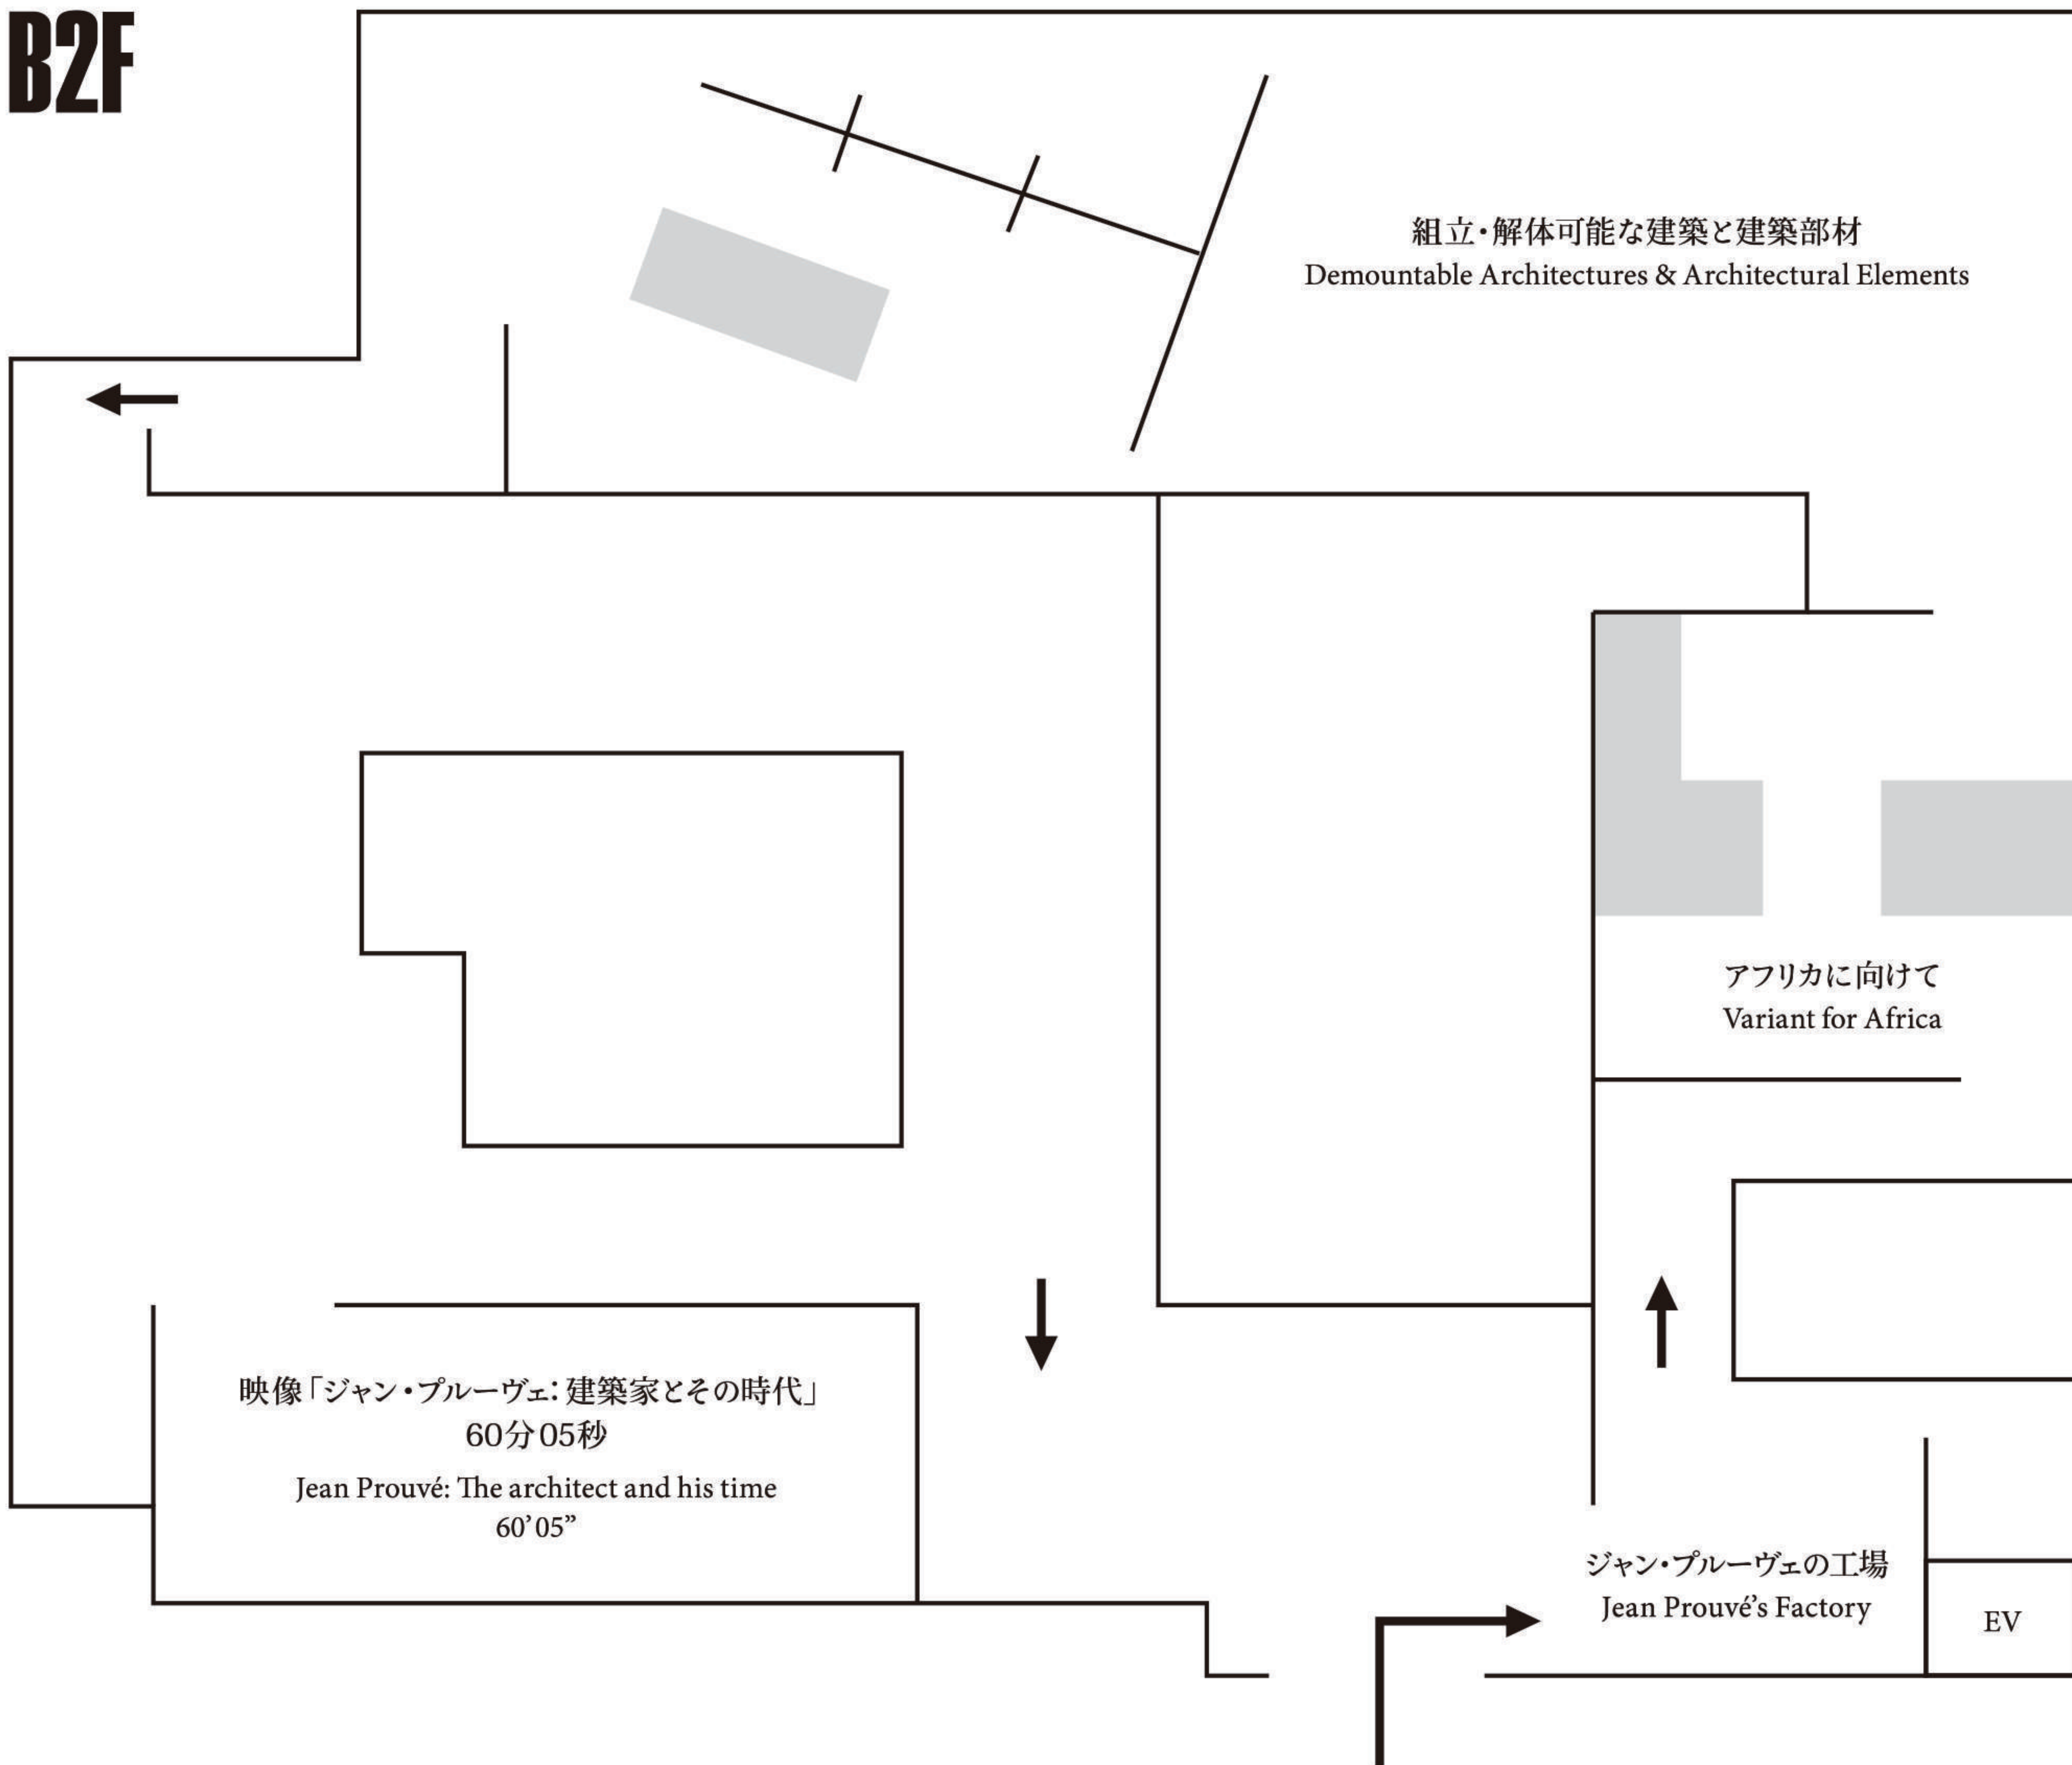 B2F
組立・解体可能な建築と建築部材
Demountable Architectures & Architectural Elements
アフリカに向けて
Variant for Africa
映像「ジャン・プルーヴェ：建築家とその時代」
60分05秒
Jean Prouvé: The architect and his time
60’05”
ジャン・プルーヴェの工場
Jean Prouvé’s Factory
EV